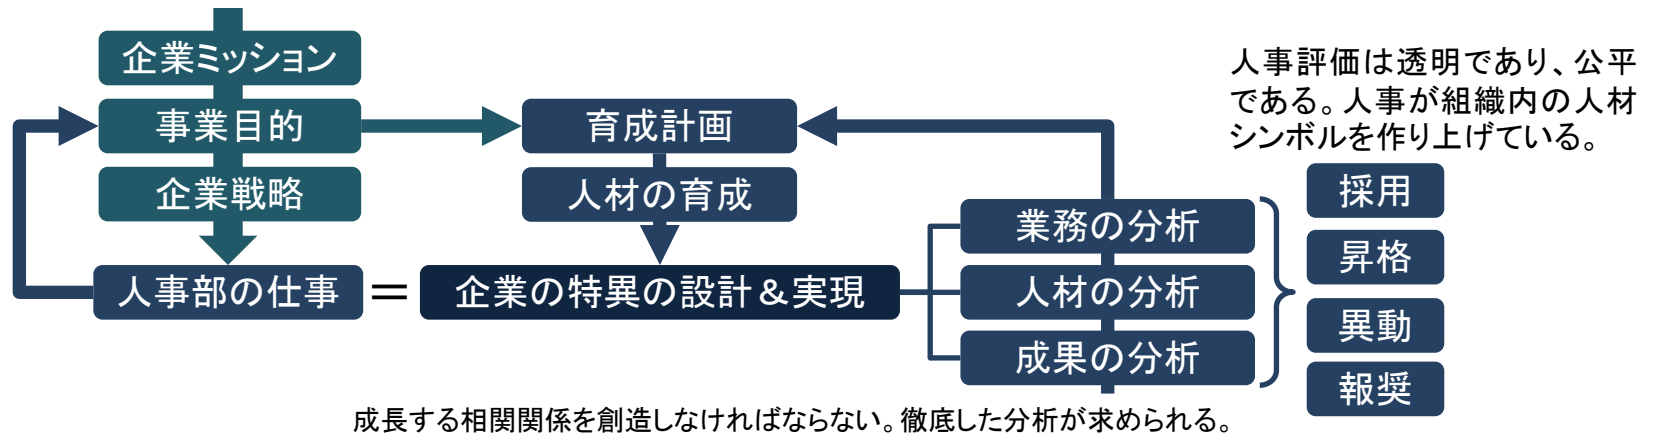 企業ミッション
事業目的
企業戦略
人事部の仕事
＝
育成計画
人材の育成
企業の特異の設計＆実現
業務の分析
人材の分析
成果の分析
人事評価は透明であり、公平
である。人事が組織内の人材
シンボルを作り上げている。
採用
昇格
異動
報奨
成長する相関関係を創造しなければならない。徹底した分析が求められる。